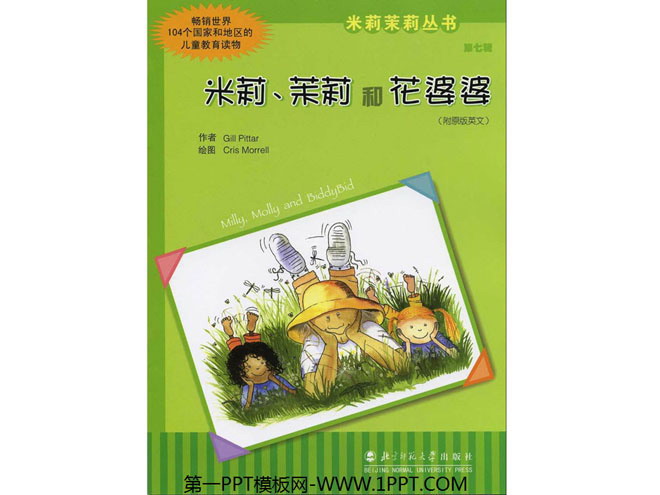 畅销世界
104个国家和地区的
儿童教育读物
米莉茉莉丛书
第七辑
米莉、茉莉 和 花婆婆
（附原版英文）
作者 Gill Pittar
绘图 Cris Morrell
Milly, Molly and BiddyBid
北京师范大学出版社
BEIJING NORMAL UNIVERSITY PRESS
第一PPT模板网-WWW.1PPT.COM